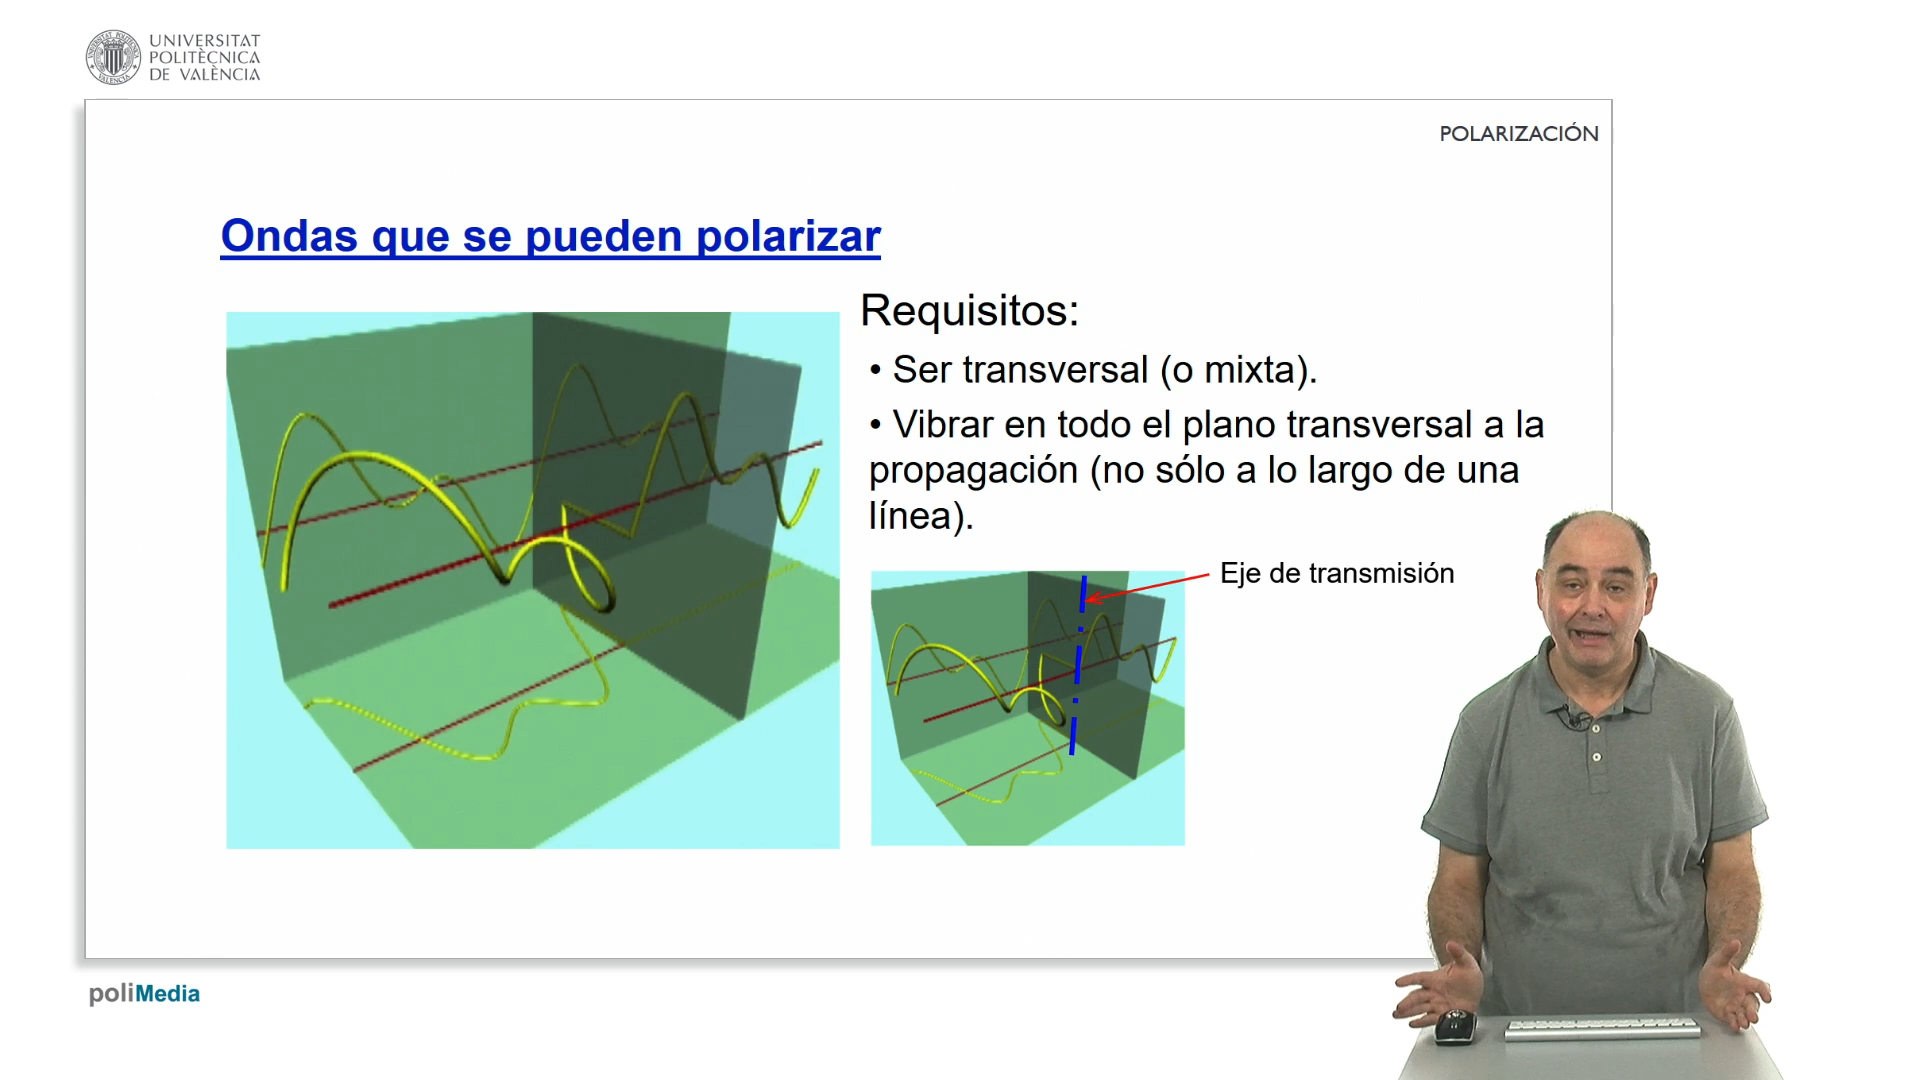 UNIVERSITAT
POLITÈCNICA
DE VALÈNCIA
POLARIZACIÓN
Ondas que se pueden polarizar
Requisitos:
• Ser transversal (o mixta).
• Vibrar en todo el plano transversal a la
propagación (no sólo a lo largo de una
línea).
Eje de transmisión
poliMedia